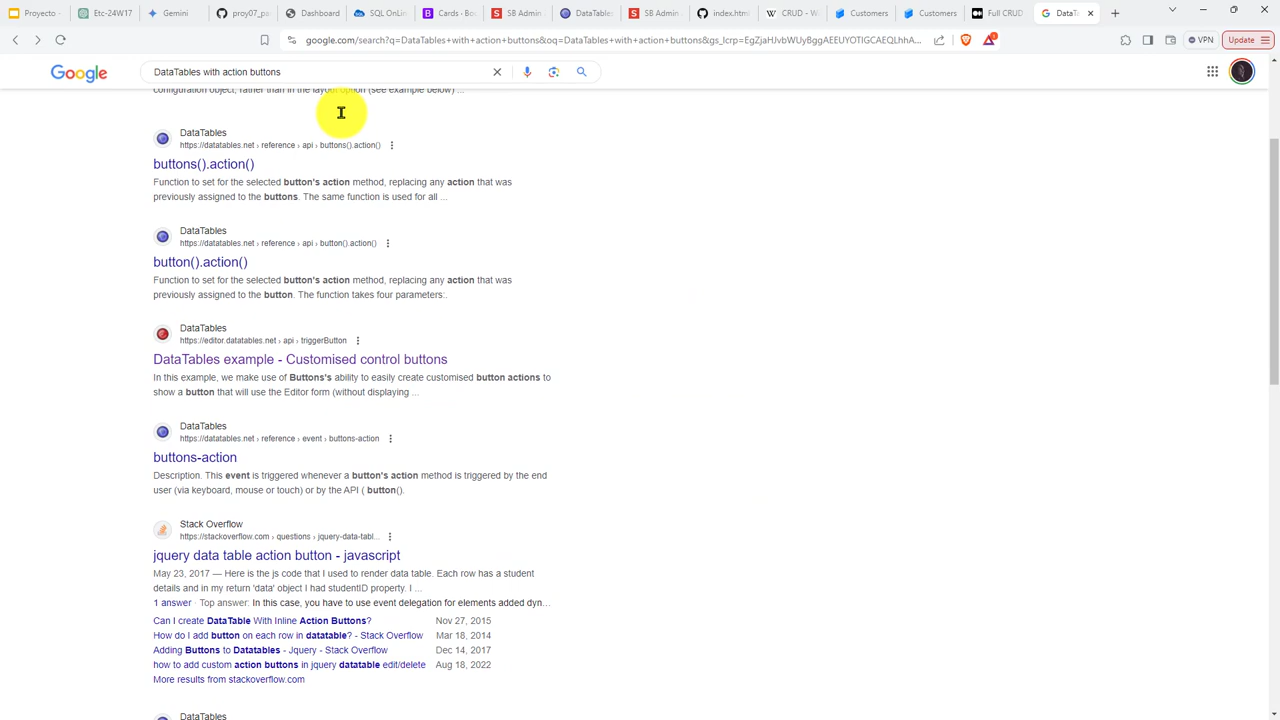 Proyecto -
Etc-24W17
Gemini
proy07_pa
Dashboard
SQL OnLin
Cards - Bo
SB Admin
DataTable
SB Admin
index.html
CRUD - W
Customers
Customers
Full CRUD
DataTa
google.com/search?q=DataTables+with+action+buttons&oq=DataTables+with+action+buttons&gs_lcrp=EgZjaHJvbWUyBggAEEUYOTIGCAEQLhhA...
VPN
Update
Google
DataTables with action buttons
configuration object, rather than in the layout option (see example below) ...
DataTables
https://datatables.net › reference › api › buttons().action()
buttons().action()
Function to set for the selected button's action method, replacing any action that was
previously assigned to the buttons. The same function is used for all ...
DataTables
https://datatables.net › reference › api › button().action()
button().action()
Function to set for the selected button's action method, replacing any action that was
previously assigned to the button. The function takes four parameters:.
DataTables
https://editor.datatables.net › api › triggerButton
DataTables example - Customised control buttons
In this example, we make use of Buttons's ability to easily create customised button actions to
show a button that will use the Editor form (without displaying ...
DataTables
https://datatables.net › reference › event › buttons-action
buttons-action
Description. This event is triggered whenever a button's action method is triggered by the end
user (via keyboard, mouse or touch) or by the API ( button().
Stack Overflow
https://stackoverflow.com › questions › jquery-data-tabl...
jquery data table action button - javascript
May 23, 2017 — Here is the js code that I used to render data table. Each row has a student
details and in my return 'data' object I had studentID property. I ...
1 answer · Top answer: In this case, you have to use event delegation for elements added dyn...
Can I create DataTable With Inline Action Buttons? Nov 27, 2015
How do I add button on each row in datatable? - Stack Overflow Mar 18, 2014
Adding Buttons to Datatables - Jquery - Stack Overflow Dec 14, 2017
how to add custom action buttons in jquery datatable edit/delete Aug 18, 2022
More results from stackoverflow.com
DataTables